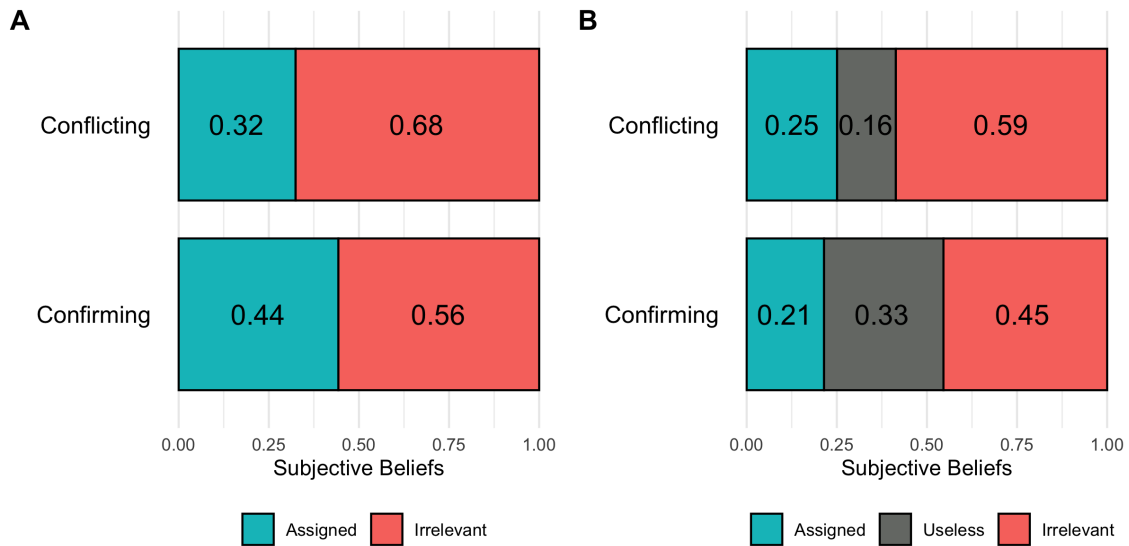 A
Conflicting
0.32
0.68
Confirming
0.44
0.56
0.00 0.25 0.50 0.75 1.00
Subjective Beliefs
Assigned Irrelevant
B
Conflicting
0.25
0.16
0.59
Confirming
0.21
0.33
0.45
0.00 0.25 0.50 0.75 1.00
Subjective Beliefs
Assigned Useless Irrelevant